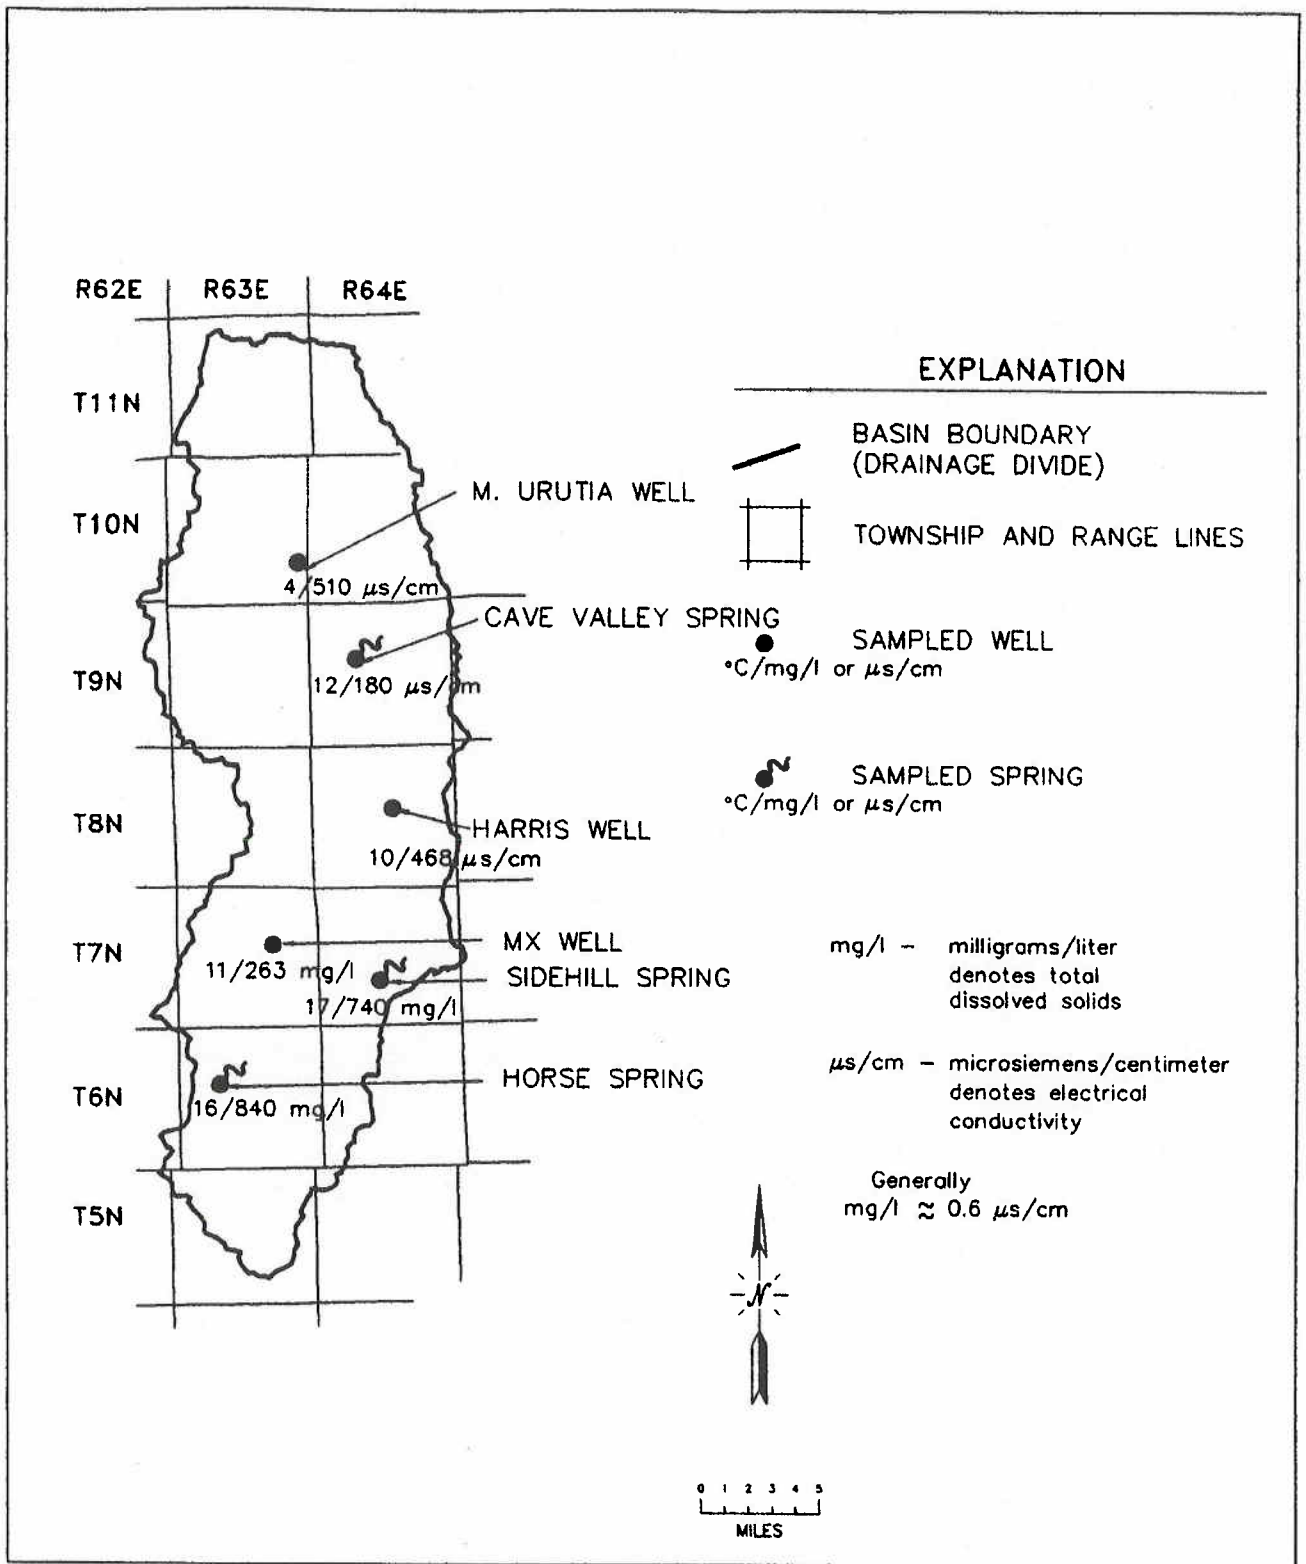 R62E R63E R64E
EXPLANATION
T11N
BASIN BOUNDARY
(DRAINAGE DIVIDE)
M. URUTIA WELL
T10N
TOWNSHIP AND RANGE LINES
4/510 μs/cm
CAVE VALLEY SPRING
SAMPLED WELL
°C/mg/l or μs/cm
T9N
12/180 μs/cm
SAMPLED SPRING
°C/mg/l or μs/cm
T8N
HARRIS WELL
10/468 μs/cm
T7N
MX WELL
11/263 mg/l
SIDEHILL SPRING
17/740 mg/l
mg/l – milligrams/liter
denotes total
dissolved solids
μs/cm – microsiemens/centimeter
denotes electrical
conductivity
HORSE SPRING
T6N
16/840 mg/l
Generally
mg/l ≈ 0.6 μs/cm
T5N
N
0 1 2 3 4 5
MILES